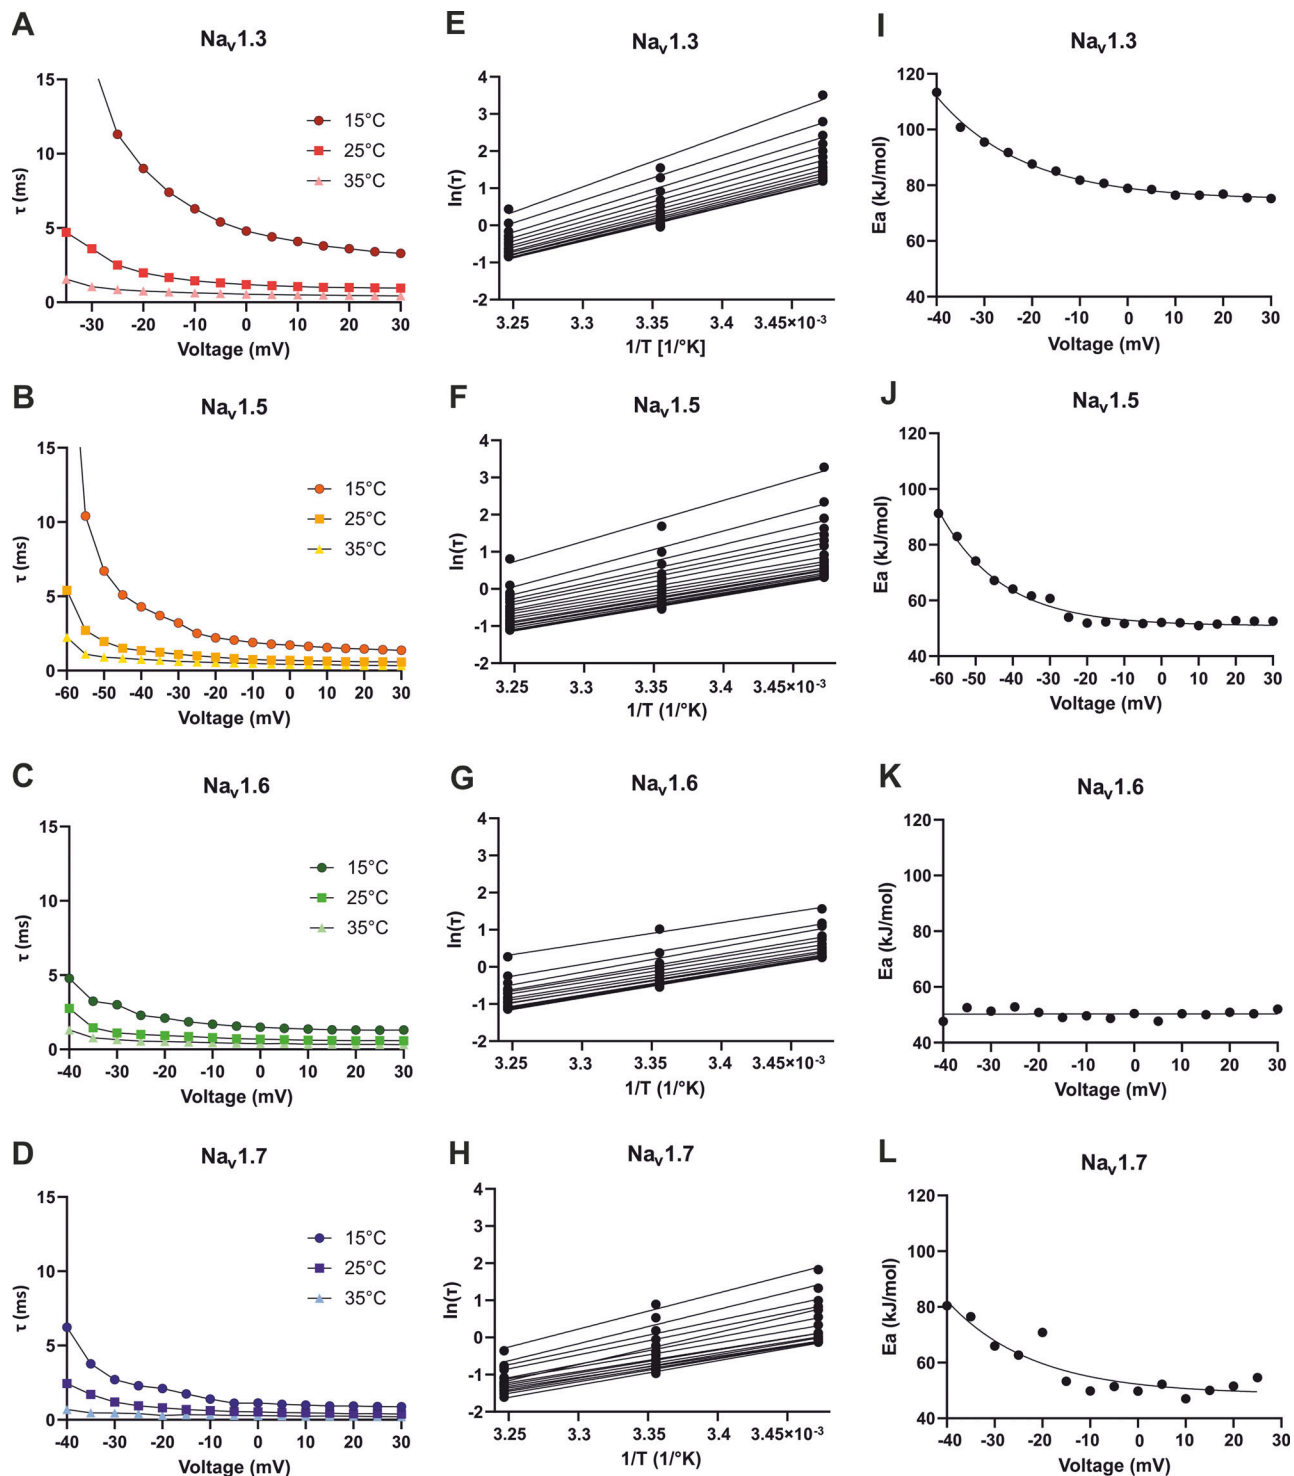 A
Na_v1.3
15
10
5
0
τ (ms)
15°C
25°C
35°C
-30
-20
-10
0
10
20
30
Voltage (mV)
E
Na_v1.3
4
3
2
1
0
-1
-2
ln(τ)
3.25
3.3
3.35
3.4
3.45×10⁻³
1/T [1/°K]
I
Na_v1.3
120
100
80
60
40
Ea (kJ/mol)
-40
-30
-20
-10
0
10
20
30
Voltage (mV)
B
Na_v1.5
15
10
5
0
τ (ms)
15°C
25°C
35°C
-60
-50
-40
-30
-20
-10
0
10
20
30
Voltage (mV)
F
Na_v1.5
4
3
2
1
0
-1
-2
ln(τ)
3.25
3.3
3.35
3.4
3.45×10⁻³
1/T (1/°K)
J
Na_v1.5
120
100
80
60
40
Ea (kJ/mol)
-60
-50
-40
-30
-20
-10
0
10
20
30
Voltage (mV)
C
Na_v1.6
15
10
5
0
τ (ms)
15°C
25°C
35°C
-40
-30
-20
-10
0
10
20
30
Voltage (mV)
G
Na_v1.6
4
3
2
1
0
-1
-2
ln(τ)
3.25
3.3
3.35
3.4
3.45×10⁻³
1/T (1/°K)
K
Na_v1.6
120
100
80
60
40
Ea (kJ/mol)
-40
-30
-20
-10
0
10
20
30
Voltage (mV)
D
Na_v1.7
15
10
5
0
τ (ms)
15°C
25°C
35°C
-40
-30
-20
-10
0
10
20
30
Voltage (mV)
H
Na_v1.7
4
3
2
1
0
-1
-2
ln(τ)
3.25
3.3
3.35
3.4
3.45×10⁻³
1/T (1/°K)
L
Na_v1.7
120
100
80
60
40
Ea (kJ/mol)
-40
-30
-20
-10
0
10
20
30
Voltage (mV)